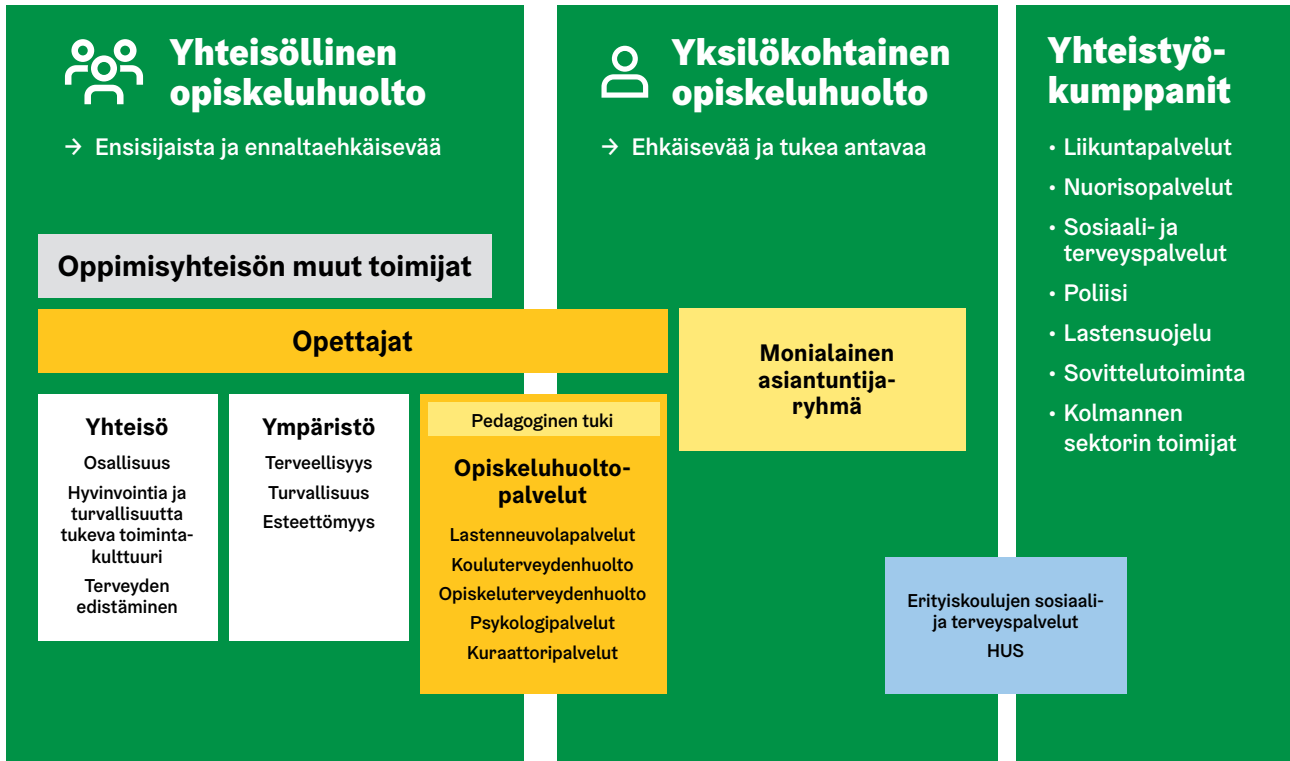 Yhteisöllinen
opiskeluhuolto
→ Ensisijaista ja ennaltaehkäisevää
Oppimisyhteisön muut toimijat
Opettajat
Yhteisö
Osallisuus
Hyvinvointia ja
turvallisuutta
tukeva toiminta-
kulttuuri
Terveyden
edistäminen
Ympäristö
Terveellisyys
Turvallisuus
Esteettömyys
Pedagoginen tuki
Opiskeluhuolto-
palvelut
Lastenneuvolapalvelut
Kouluterveydenhuolto
Opiskeluterveydenhuolto
Psykologipalvelut
Kuraattoripalvelut
Yksilökohtainen
opiskeluhuolto
→ Ehkäisevää ja tukea antavaa
Monialainen
asiantuntija-
ryhmä
Erityiskoulujen sosiaali-
ja terveyspalvelut
HUS
Yhteistyö-
kumppanit
• Liikuntapalvelut
• Nuorisopalvelut
• Sosiaali- ja
terveyspalvelut
• Poliisi
• Lastensuojelu
• Sovittelutoiminta
• Kolmannen
sektorin toimijat